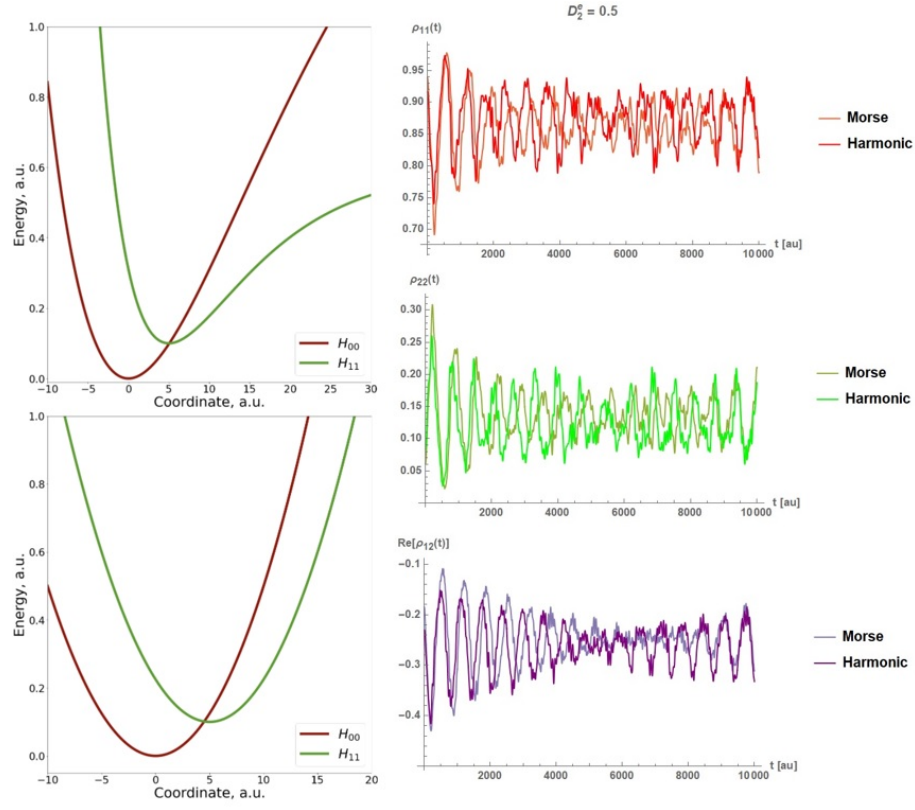 Energy, a.u.
1.0
0.8
0.6
0.4
0.2
0.0
-10
-5
0
5
10
15
20
25
30
Coordinate, a.u.
H₀₀
H₁₁
Energy, a.u.
1.0
0.8
0.6
0.4
0.2
0.0
-10
-5
0
5
10
15
20
Coordinate, a.u.
H₀₀
H₁₁
D₂ᵉ = 0.5
ρ₁₁(t)
0.95
0.90
0.85
0.80
0.75
0.70
2000
4000
6000
8000
10000
t [au]
Morse
Harmonic
ρ₂₂(t)
0.30
0.25
0.20
0.15
0.10
0.05
2000
4000
6000
8000
10000
t [au]
Morse
Harmonic
Re[ρ₁₂(t)]
-0.1
-0.2
-0.3
-0.4
2000
4000
6000
8000
10000
t [au]
Morse
Harmonic